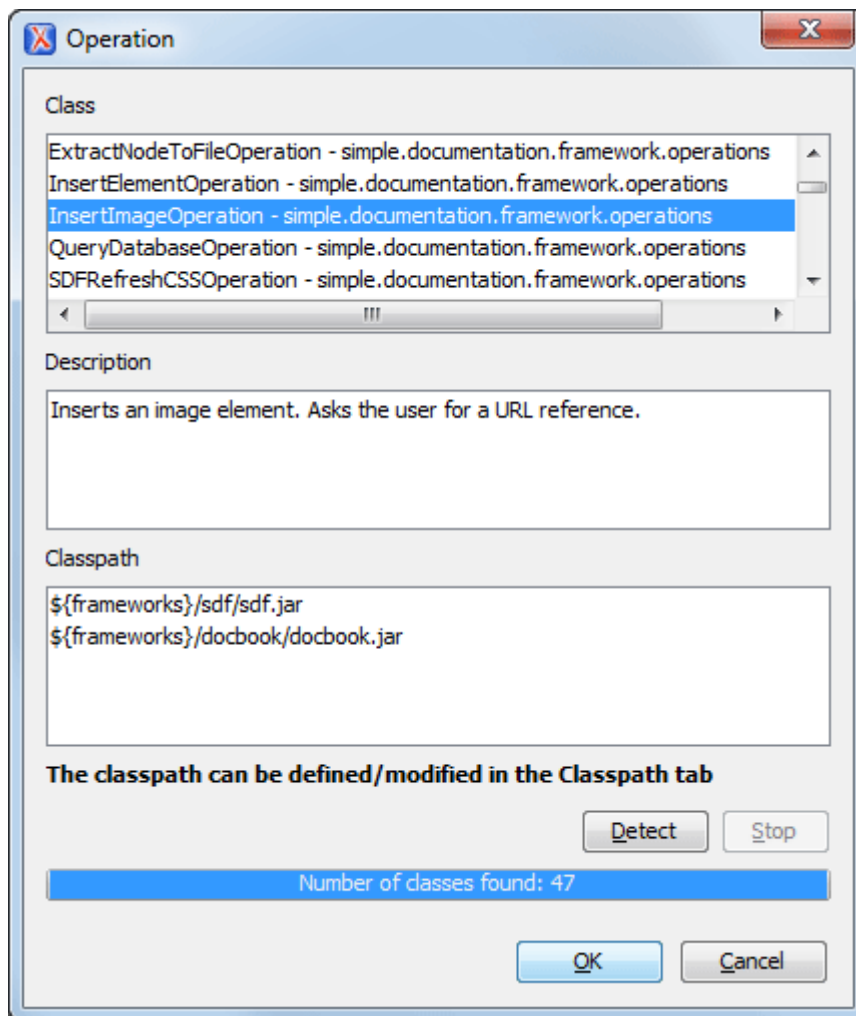 Operation
Class
ExtractNodeToFileOperation - simple.documentation.framework.operations
InsertElementOperation - simple.documentation.framework.operations
InsertImageOperation - simple.documentation.framework.operations
QueryDatabaseOperation - simple.documentation.framework.operations
SDFRefreshCSSOperation - simple.documentation.framework.operations
Description
Inserts an image element. Asks the user for a URL reference.
Classpath
${frameworks}/sdf/sdf.jar
${frameworks}/docbook/docbook.jar
The classpath can be defined/modified in the Classpath tab
Detect Stop
Number of classes found: 47
OK Cancel